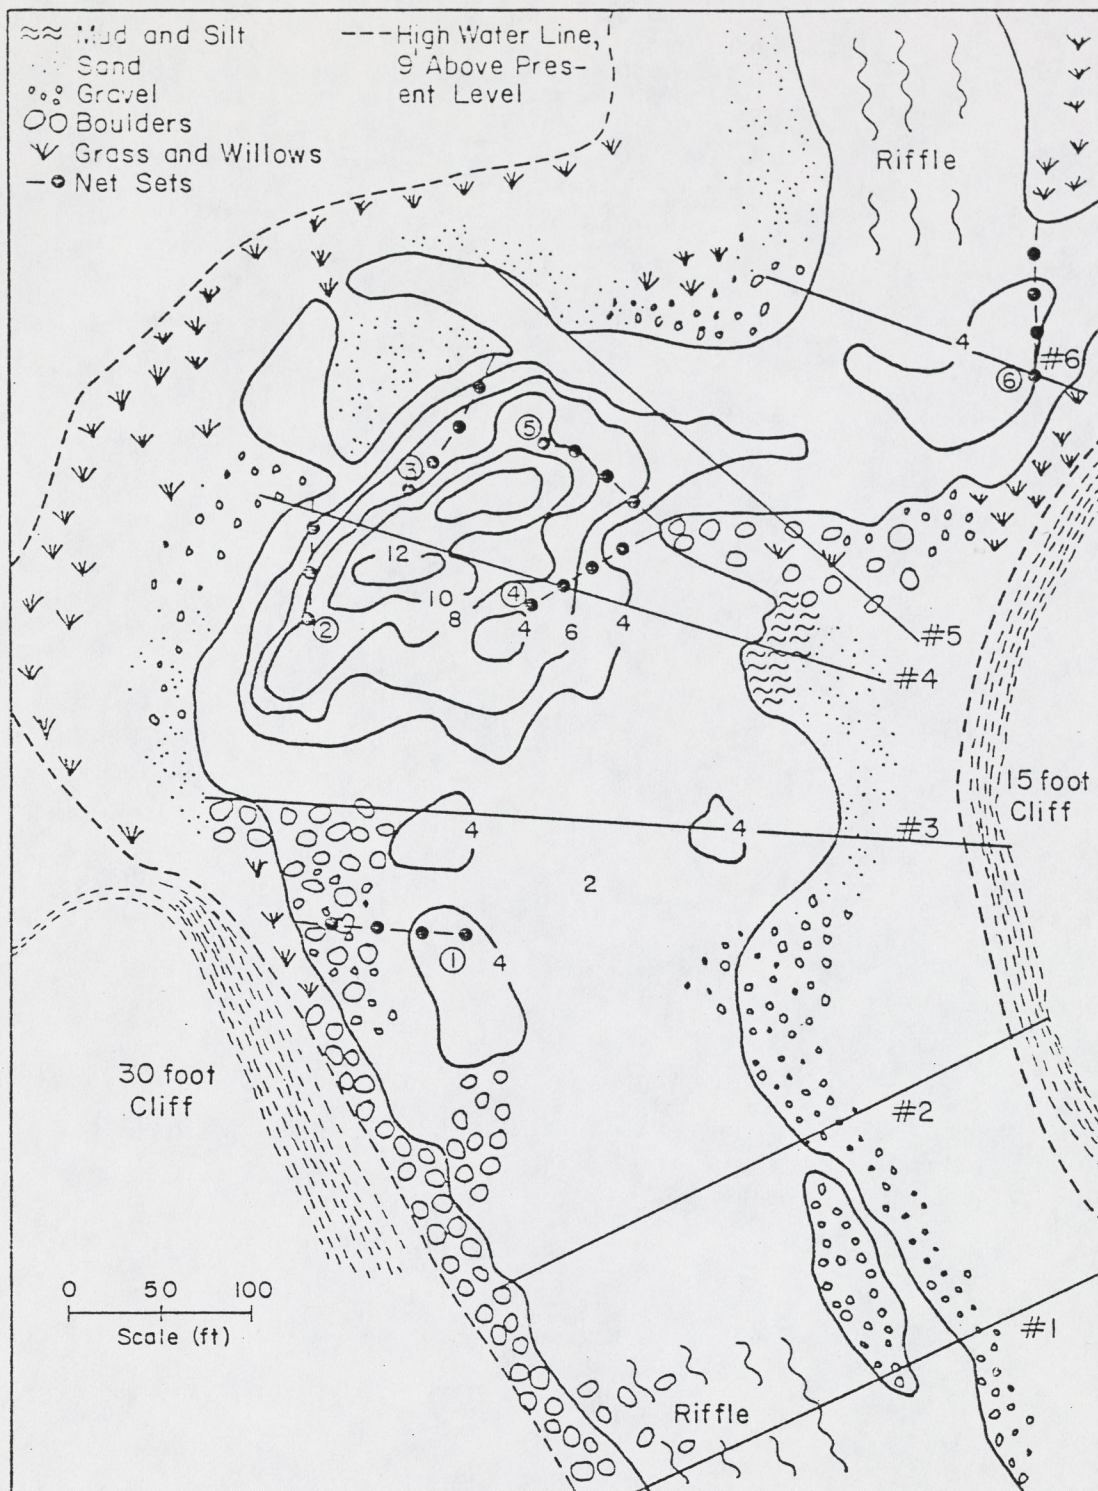 Mud and Silt
Sand
Gravel
Boulders
Grass and Willows
Net Sets
High Water Line,
9' Above Pres-
ent Level
Riffle
4
#6
6
5
3
12
10
8
4
4
6
4
2
#5
#4
15 foot
Cliff
4
4
#3
2
1
4
30 foot
Cliff
#2
0 50 100
Scale (ft)
#1
Riffle